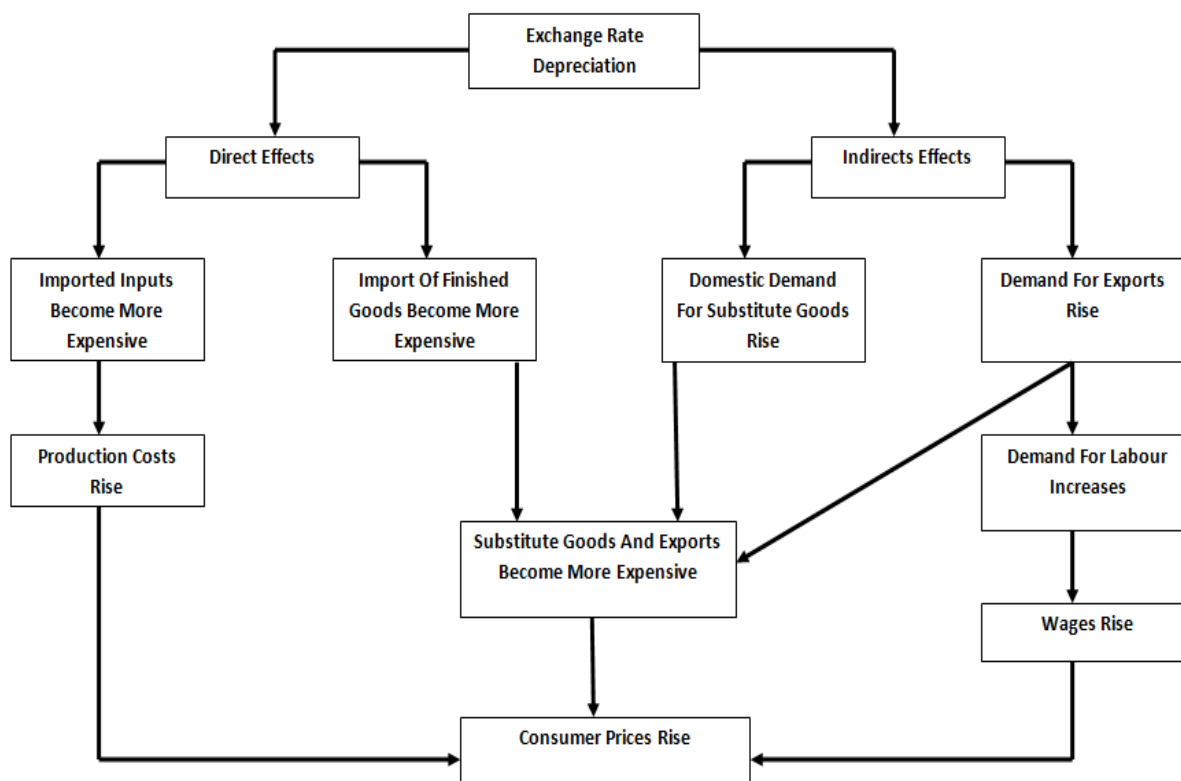 Exchange Rate
Depreciation
Direct Effects
Indirects Effects
Imported Inputs
Become More
Expensive
Import Of Finished
Goods Become More
Expensive
Domestic Demand
For Substitute Goods
Rise
Demand For Exports
Rise
Production Costs
Rise
Demand For Labour
Increases
Substitute Goods And Exports
Become More Expensive
Wages Rise
Consumer Prices Rise